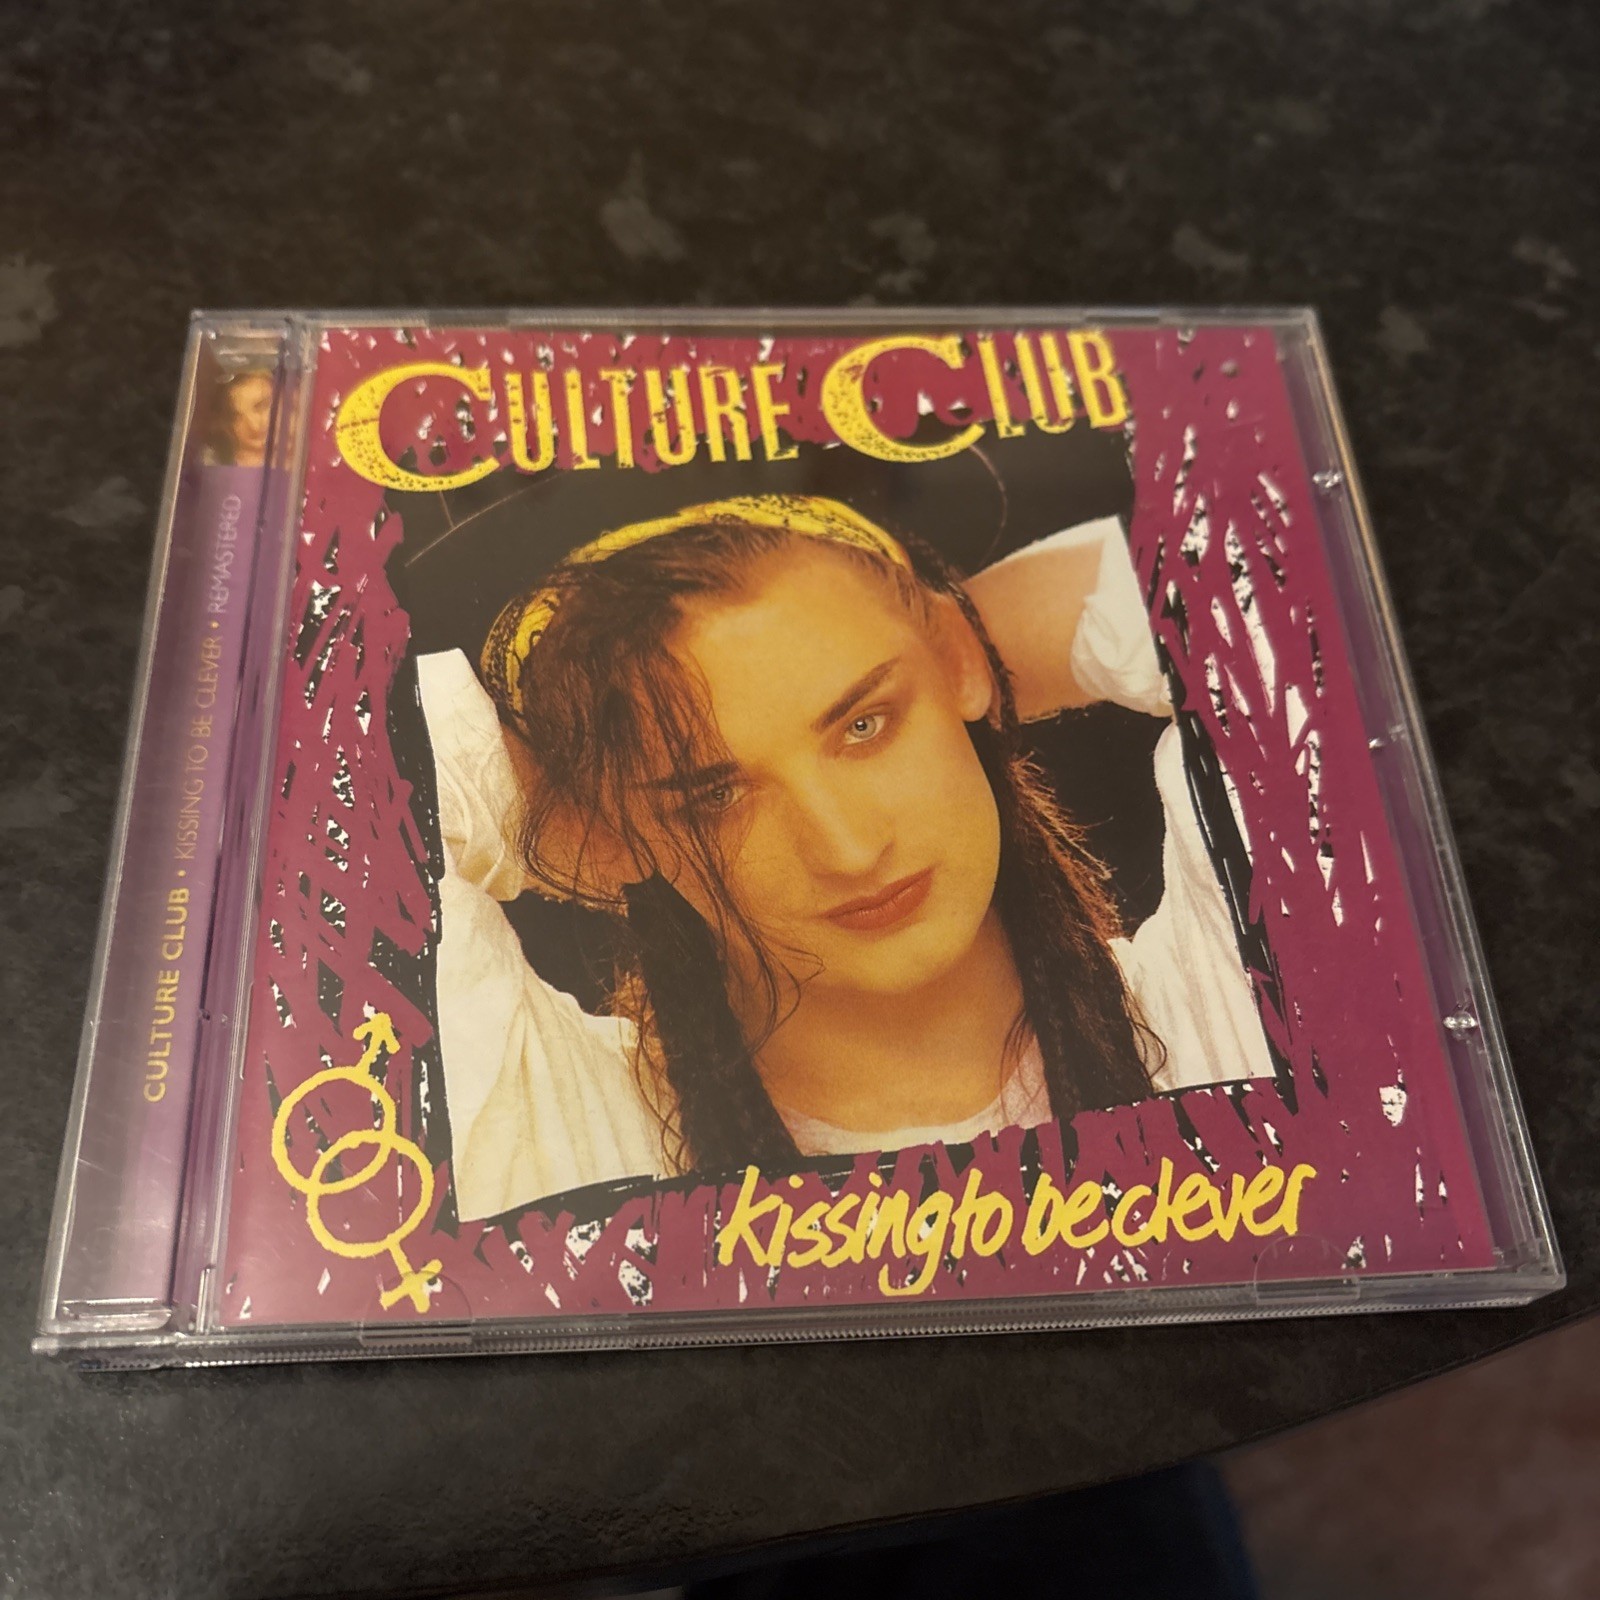 CULTURE CLUB
kissing to be clever
CULTURE CLUB • KISSING TO BE CLEVER • REMASTERED